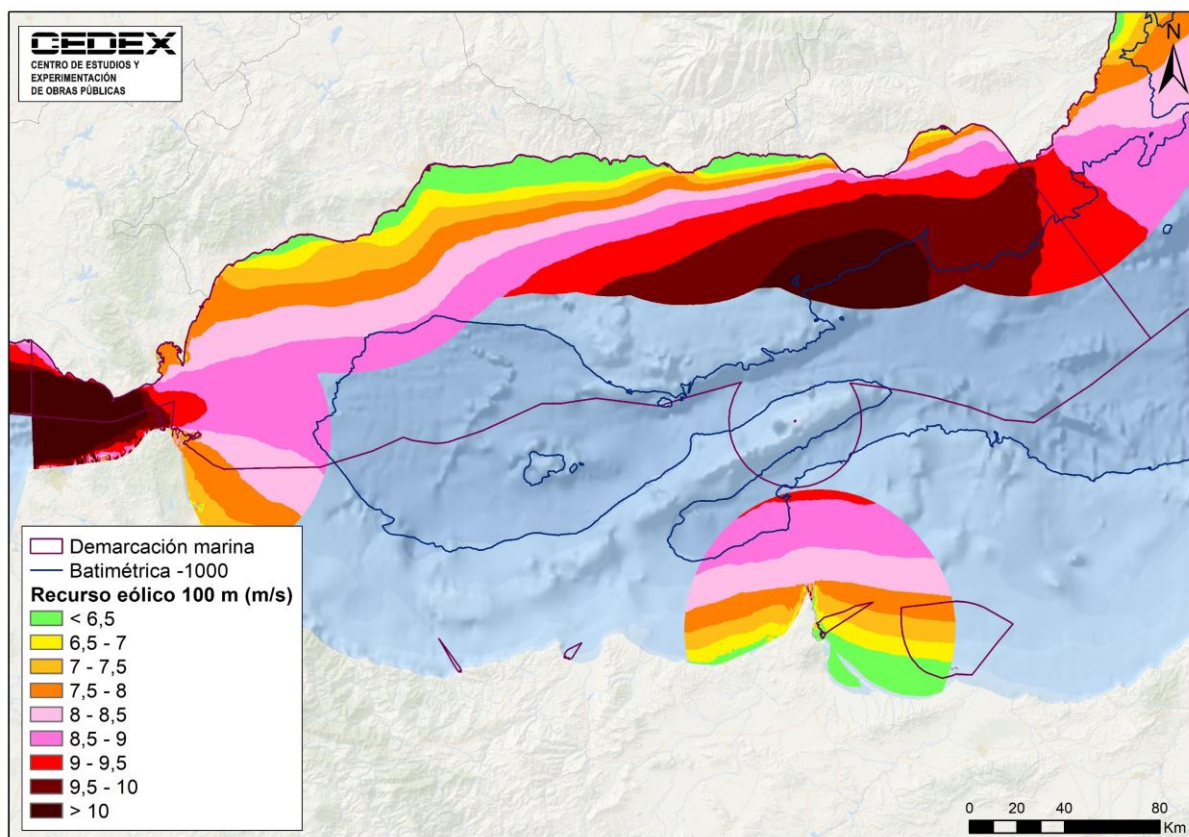 CEDEX
CENTRO DE ESTUDIOS Y
EXPERIMENTACIÓN
DE OBRAS PÚBLICAS
N
Demarcación marina
Batimétrica -1000
Recurso eólico 100 m (m/s)
< 6,5
6,5 - 7
7 - 7,5
7,5 - 8
8 - 8,5
8,5 - 9
9 - 9,5
9,5 - 10
> 10
0 20 40 80
Km